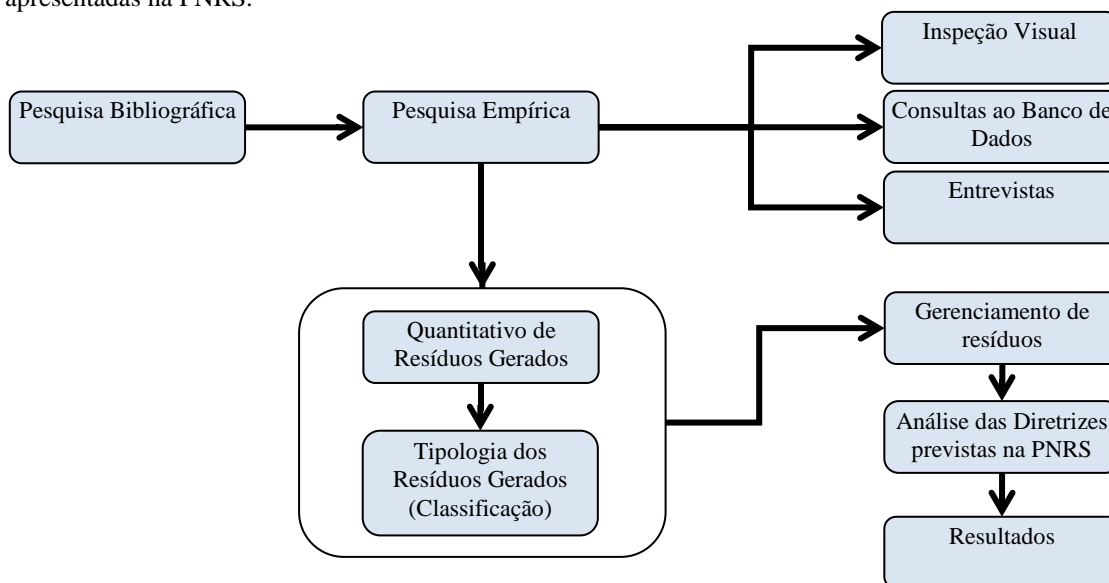 apresentadas na PNRS.
Inspeção Visual
Pesquisa Bibliográfica
Pesquisa Empírica
Consultas ao Banco de
Dados
Entrevistas
Quantitativo de
Resíduos Gerados
Tipologia dos
Resíduos Gerados
(Classificação)
Gerenciamento de
resíduos
Análise das Diretrizes
previstas na PNRS
Resultados